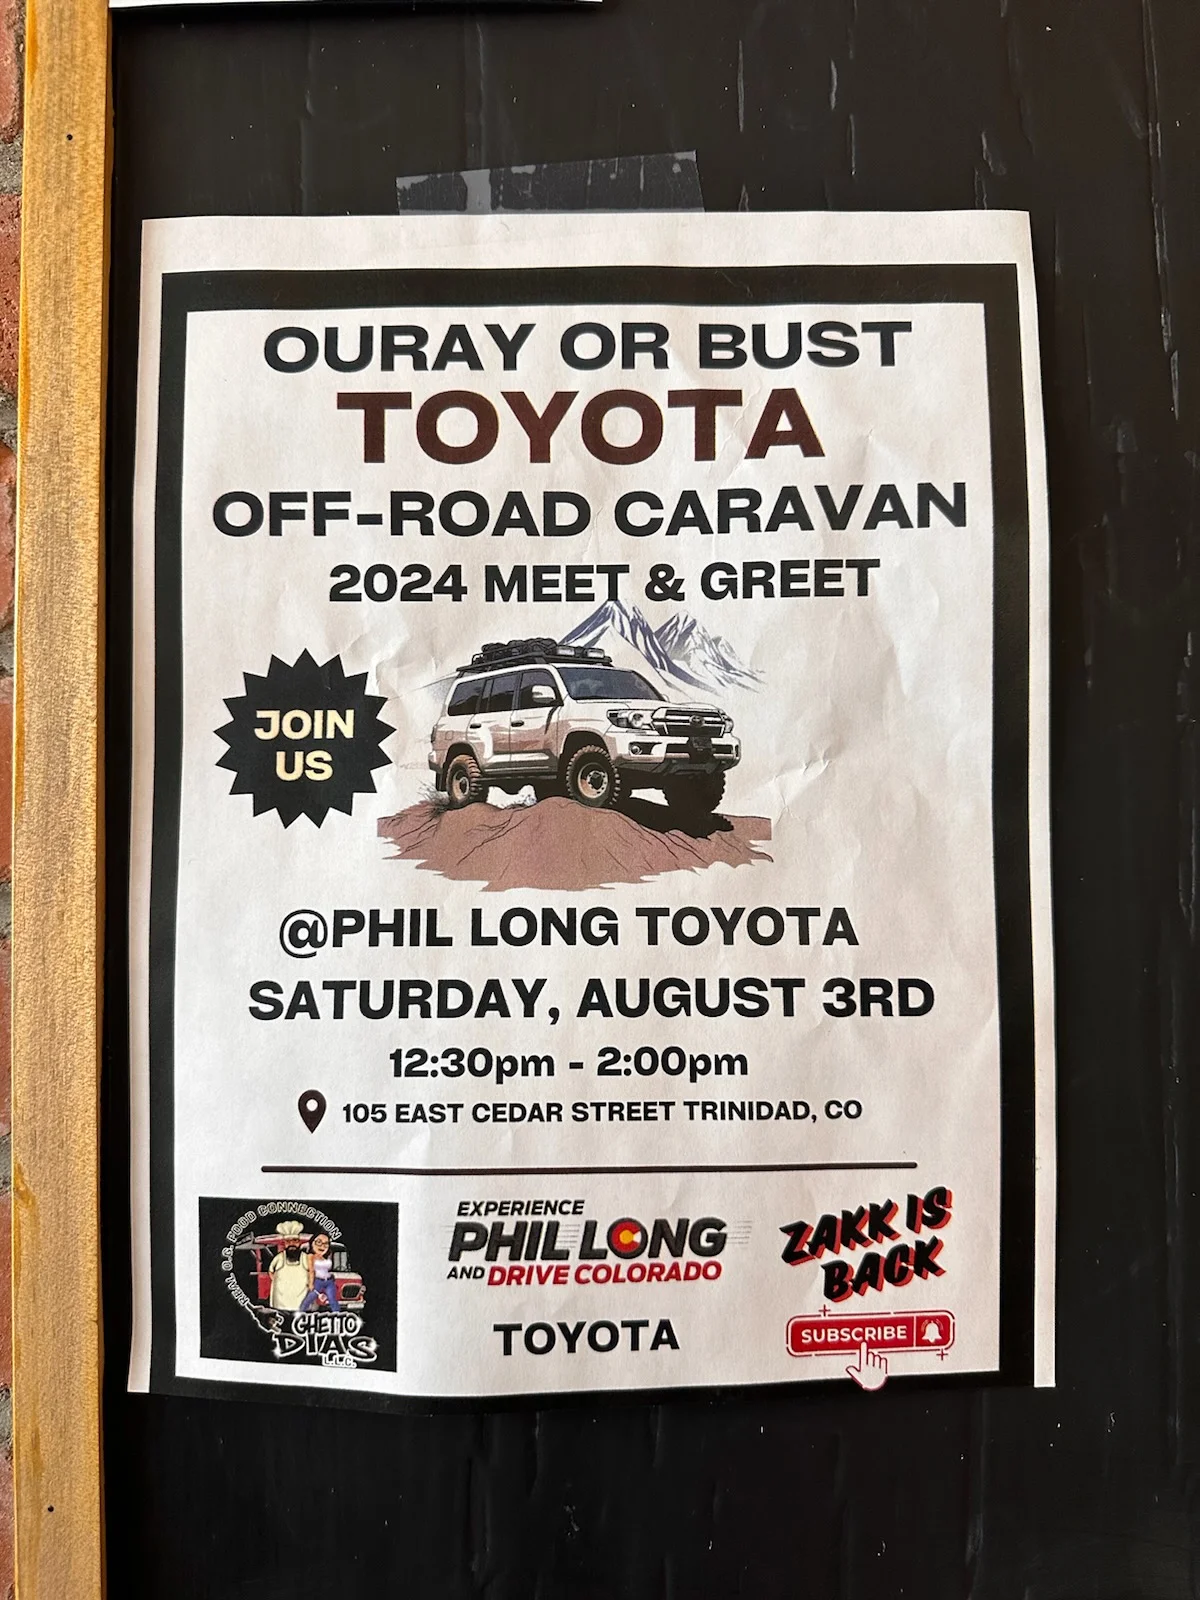 OURAY OR BUST
TOYOTA
OFF-ROAD CARAVAN
2024 MEET & GREET
JOIN
US
@PHIL LONG TOYOTA
SATURDAY, AUGUST 3RD
12:30pm - 2:00pm
105 EAST CEDAR STREET TRINIDAD, CO
REAL O.G. FOOD CONNECTION
GHETTO
DIAS
L.L.C.
EXPERIENCE
PHIL LONG
AND DRIVE COLORADO
TOYOTA
ZAKK IS
BACK
SUBSCRIBE